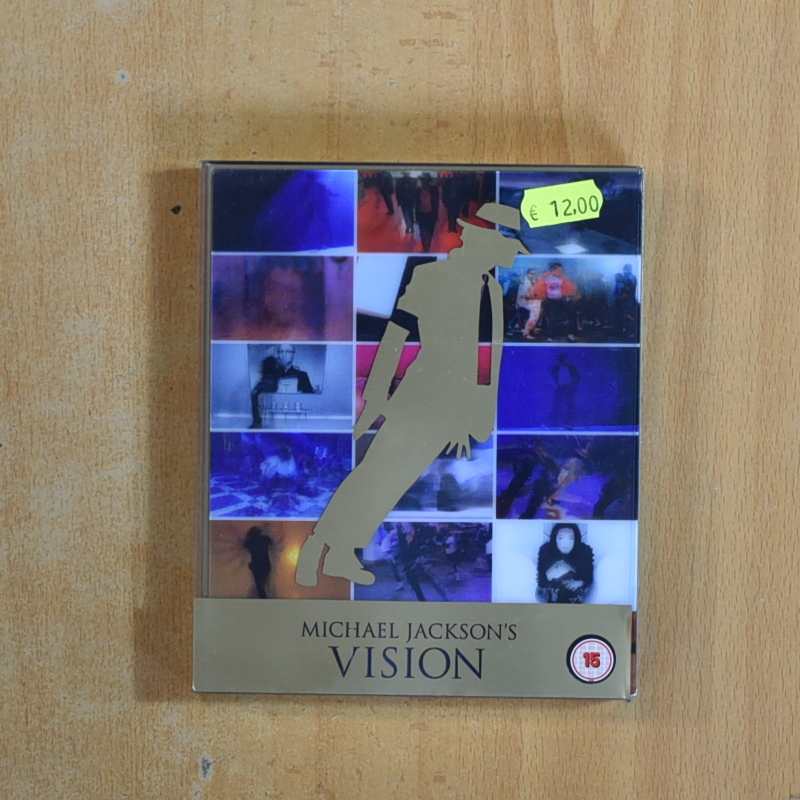 € 12,00
MICHAEL JACKSON'S
VISION
15